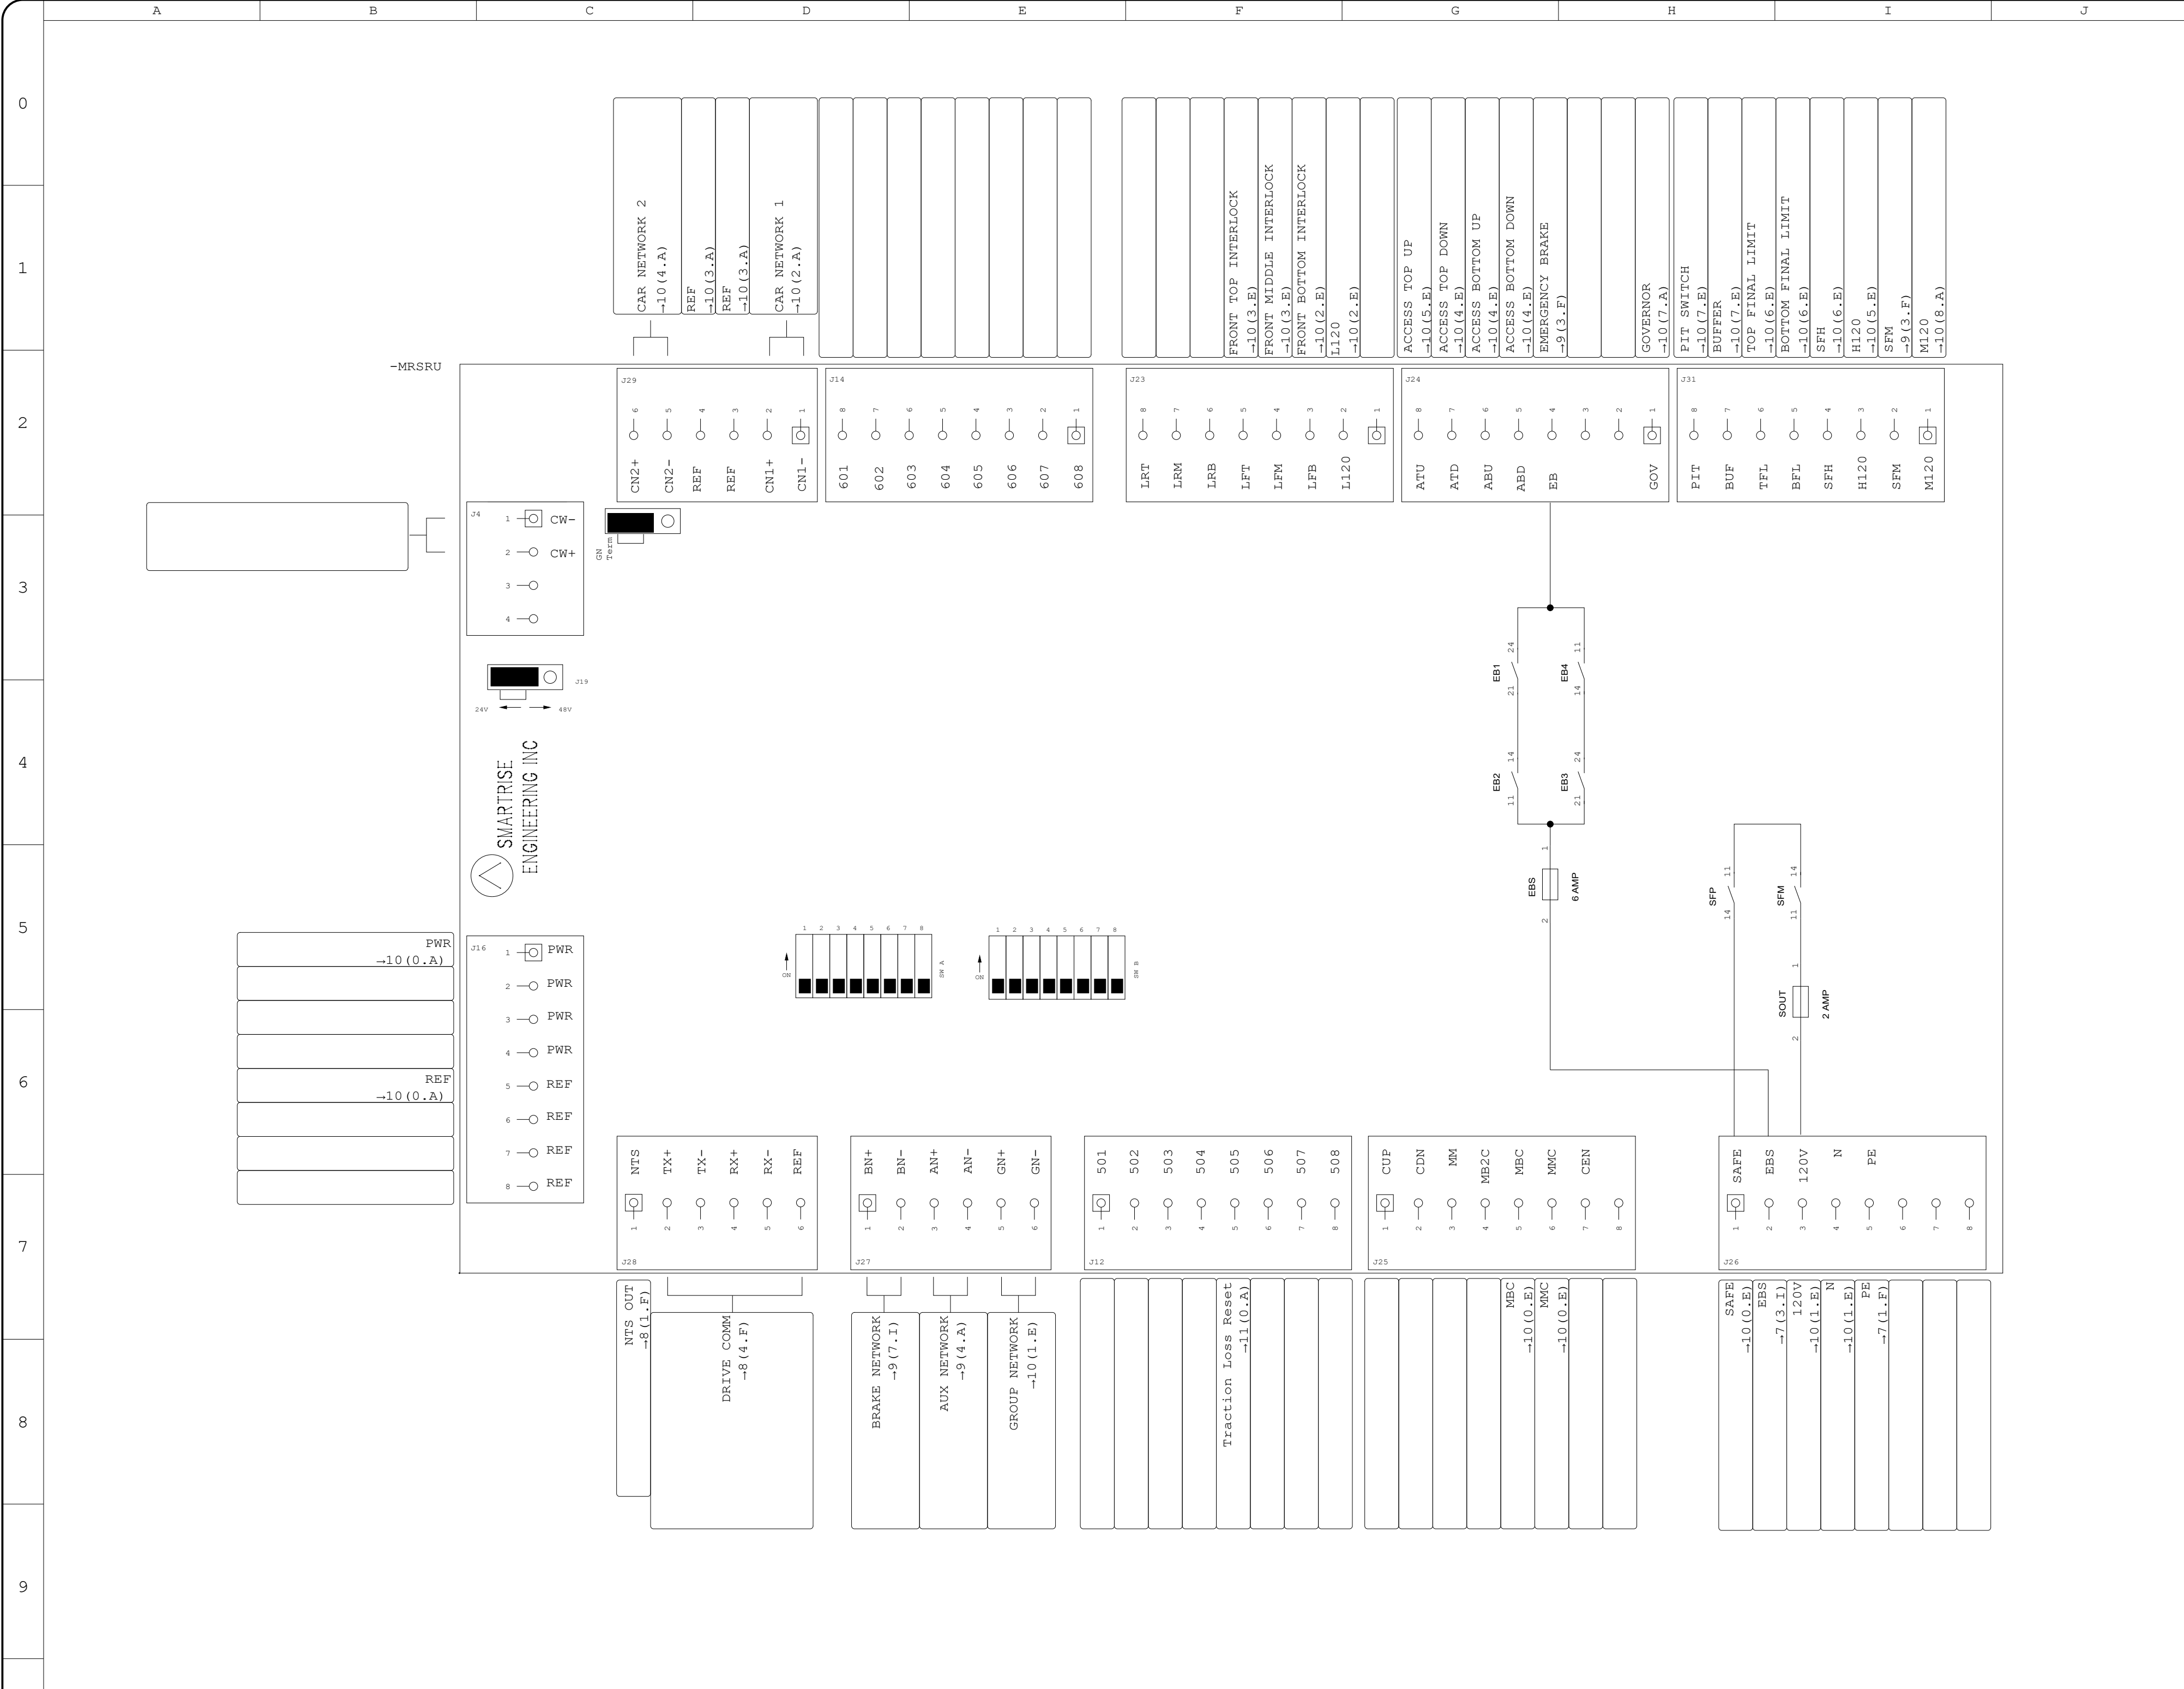 A
B
C
D
E
F
G
H
I
J
0
1
2
3
4
5
6
7
8
9
CAR NETWORK 2
→10(4.A)
REF
→10(3.A)
REF
→10(3.A)
CAR NETWORK 1
→10(2.A)
FRONT TOP INTERLOCK
→10(3.E)
FRONT MIDDLE INTERLOCK
→10(3.E)
FRONT BOTTOM INTERLOCK
→10(2.E)
L120
→10(2.E)
ACCESS TOP UP
→10(5.E)
ACCESS TOP DOWN
→10(4.E)
ACCESS BOTTOM UP
→10(4.E)
ACCESS BOTTOM DOWN
→10(4.E)
EMERGENCY BRAKE
→9(3.F)
GOVERNOR
→10(7.A)
PIT SWITCH
→10(7.E)
BUFFER
→10(7.E)
TOP FINAL LIMIT
→10(6.E)
BOTTOM FINAL LIMIT
→10(6.E)
SFH
→10(6.E)
H120
→10(5.E)
SFM
→9(3.F)
M120
→10(8.A)
-MRSRU
J29
6 5 4 3 2 1
CN2+ CN2- REF REF CN1+ CN1-
J14
8 7 6 5 4 3 2 1
601 602 603 604 605 606 607 608
J23
8 7 6 5 4 3 2 1
LRT LRM LRB LFT LFM LFB L120
J24
8 7 6 5 4 3 2 1
ATU ATD ABU ABD EB GOV
J31
8 7 6 5 4 3 2 1
PIT BUF TFL BFL SFH H120 SFM M120
J4
1 CW-
2 CW+
3
4
GN
Term
J19
24V
48V
SMARTRISE
ENGINEERING INC
EB1
24
21
EB4
11
14
EB2
14
11
EB3
24
21
EBS
1
2
6 AMP
SFP
11
14
SFM
14
11
SOUT
1
2
2 AMP
PWR
→10(0.A)
REF
→10(0.A)
J16
1 PWR
2 PWR
3 PWR
4 PWR
5 REF
6 REF
7 REF
8 REF
1 2 3 4 5 6 7 8
ON
SW A
1 2 3 4 5 6 7 8
ON
SW B
NTS TX+ TX- RX+ RX- REF
1 2 3 4 5 6
J28
BN+ BN- AN+ AN- GN+ GN-
1 2 3 4 5 6
J27
501 502 503 504 505 506 507 508
1 2 3 4 5 6 7 8
J12
CUP CDN MM MB2C MBC MMC CEN
1 2 3 4 5 6 7 8
J25
SAFE EBS 120V N PE
1 2 3 4 5 6 7 8
J26
NTS OUT
→8(1.F)
DRIVE COMM
→8(4.F)
BRAKE NETWORK
→9(7.I)
AUX NETWORK
→9(4.A)
GROUP NETWORK
→10(1.E)
Traction Loss Reset
→11(0.A)
MBC
→10(0.E)
MMC
→10(0.E)
SAFE
→10(0.E)
EBS
→7(3.I)
120V
→10(1.E)
N
→10(1.E)
PE
→7(1.F)